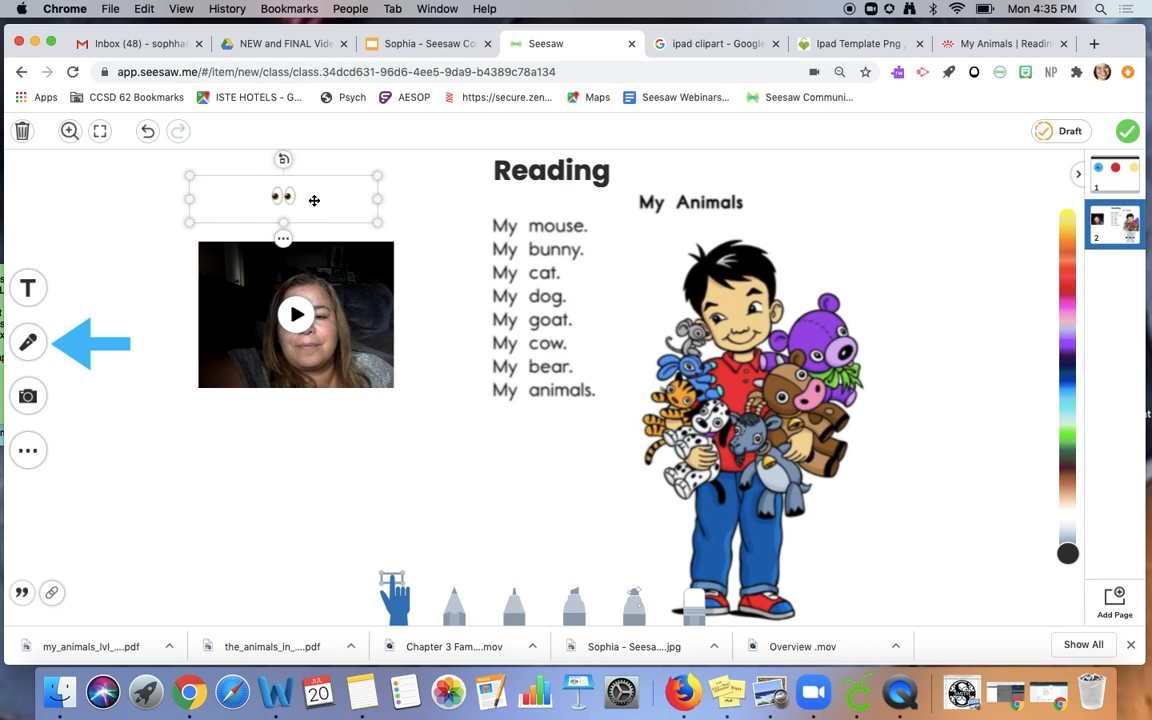 Chrome File Edit View History Bookmarks People Tab Window Help Mon 4:35 PM
Inbox (48) - sophhas NEW and FINAL Vide Sophia - Seesaw Co Seesaw ipad clipart - Google Ipad Template Png , My Animals | Readin
app.seesaw.me/#/item/new/class/class.34dcd631-96d6-4ee5-9da9-b4389c78a134
NP
Apps CCSD 62 Bookmarks ISTE HOTELS - G... Psych AESOP https://secure.zen... Maps Seesaw Webinars... Seesaw Communi...
Draft
Reading
My Animals
My mouse.
My bunny.
My cat.
My dog.
My goat.
My cow.
My bear.
My animals.
T
1
2
Add Page
my_animals_lvl_....pdf the_animals_in_....pdf Chapter 3 Fam....mov Sophia - Seesa....jpg Overview .mov Show All
JUL
20